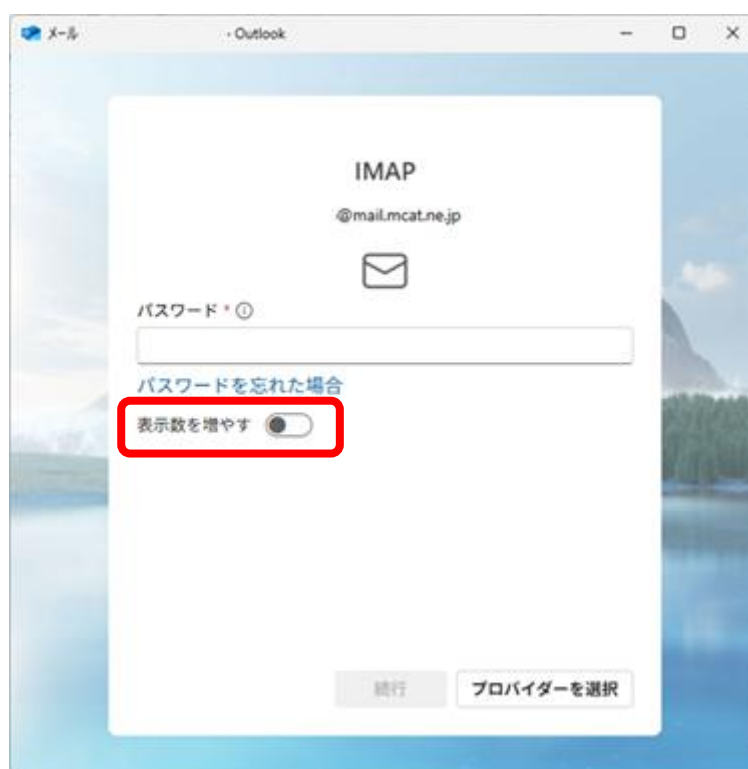 メール - Outlook
IMAP
@mail.mcat.ne.jp
パスワード * ⓘ
パスワードを忘れた場合
表示数を増やす
続行 プロバイダーを選択